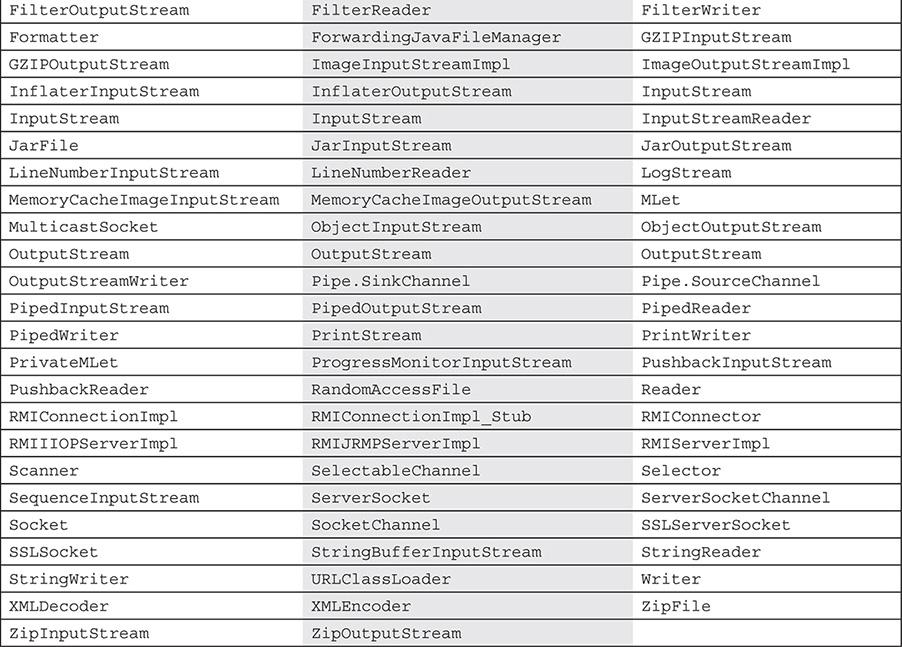 FilterOutputStream FilterReader FilterWriter
Formatter ForwardingJavaFileManager GZIPInputStream
GZIPOutputStream ImageInputStreamImpl ImageOutputStreamImpl
InflaterInputStream InflaterOutputStream InputStream
InputStream InputStream InputStreamReader
JarFile JarInputStream JarOutputStream
LineNumberInputStream LineNumberReader LogStream
MemoryCacheImageInputStream MemoryCacheImageOutputStream MLet
MulticastSocket ObjectInputStream ObjectOutputStream
OutputStream OutputStream OutputStream
OutputStreamWriter Pipe.SinkChannel Pipe.SourceChannel
PipedInputStream PipedOutputStream PipedReader
PipedWriter PrintStream PrintWriter
PrivateMLet ProgressMonitorInputStream PushbackInputStream
PushbackReader RandomAccessFile Reader
RMIConnectionImpl RMIConnectionImpl_Stub RMIConnector
RMIIIOPServerImpl RMIJRMPServerImpl RMIServerImpl
Scanner SelectableChannel Selector
SequenceInputStream ServerSocket ServerSocketChannel
Socket SocketChannel SSLServerSocket
SSLSocket StringBufferInputStream StringReader
StringWriter URLClassLoader Writer
XMLDecoder XMLEncoder ZipFile
ZipInputStream ZipOutputStream